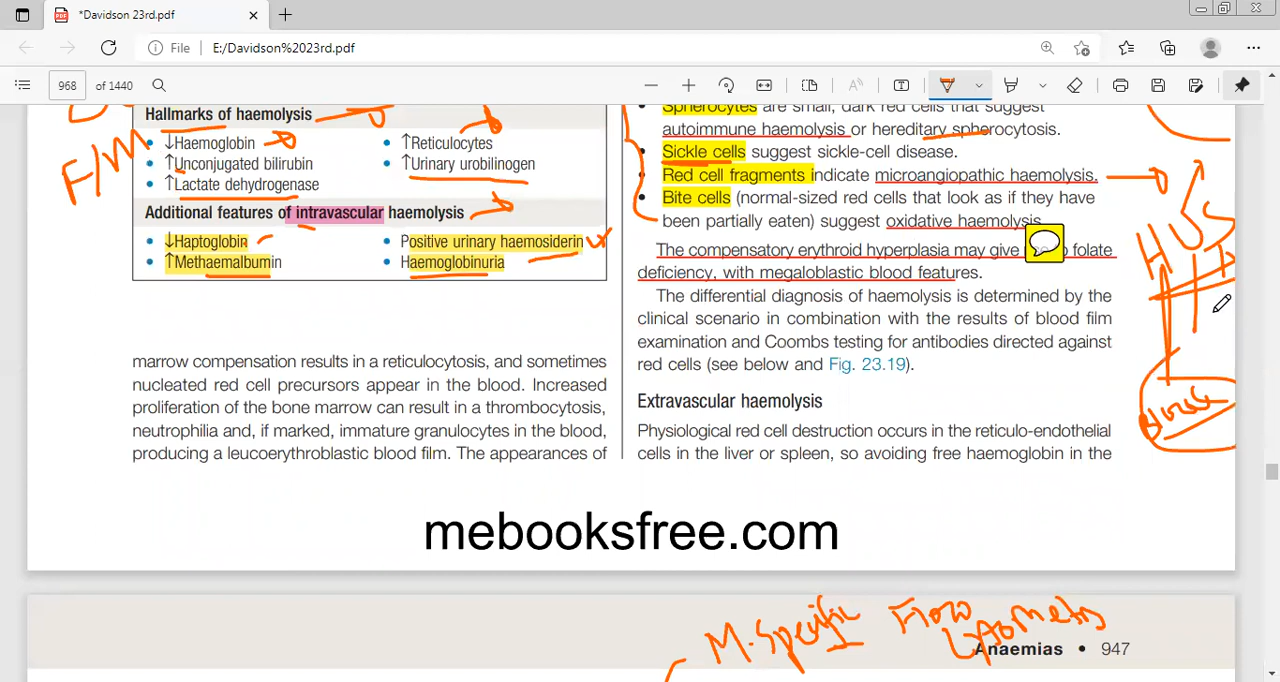 *Davidson 23rd.pdf
File E:/Davidson%2023rd.pdf
968 of 1440
Hallmarks of haemolysis
↓Haemoglobin
↑Unconjugated bilirubin
↑Lactate dehydrogenase
↑Reticulocytes
↑Urinary urobilinogen
Additional features of intravascular haemolysis
↓Haptoglobin
↑Methaemalbumin
Positive urinary haemosiderin
Haemoglobinuria
F/M
marrow compensation results in a reticulocytosis, and sometimes
nucleated red cell precursors appear in the blood. Increased
proliferation of the bone marrow can result in a thrombocytosis,
neutrophilia and, if marked, immature granulocytes in the blood,
producing a leucoerythroblastic blood film. The appearances of
• Spherocytes are small, dark red cells that suggest
autoimmune haemolysis or hereditary spherocytosis.
• Sickle cells suggest sickle-cell disease.
• Red cell fragments indicate microangiopathic haemolysis.
• Bite cells (normal-sized red cells that look as if they have
been partially eaten) suggest oxidative haemolysis.
The compensatory erythroid hyperplasia may give to folate
deficiency, with megaloblastic blood features.
The differential diagnosis of haemolysis is determined by the
clinical scenario in combination with the results of blood film
examination and Coombs testing for antibodies directed against
red cells (see below and Fig. 23.19).
Extravascular haemolysis
Physiological red cell destruction occurs in the reticulo-endothelial
cells in the liver or spleen, so avoiding free haemoglobin in the
HUS
mebooksfree.com
M. Specific Flow
Cytometry
Anaemias • 947